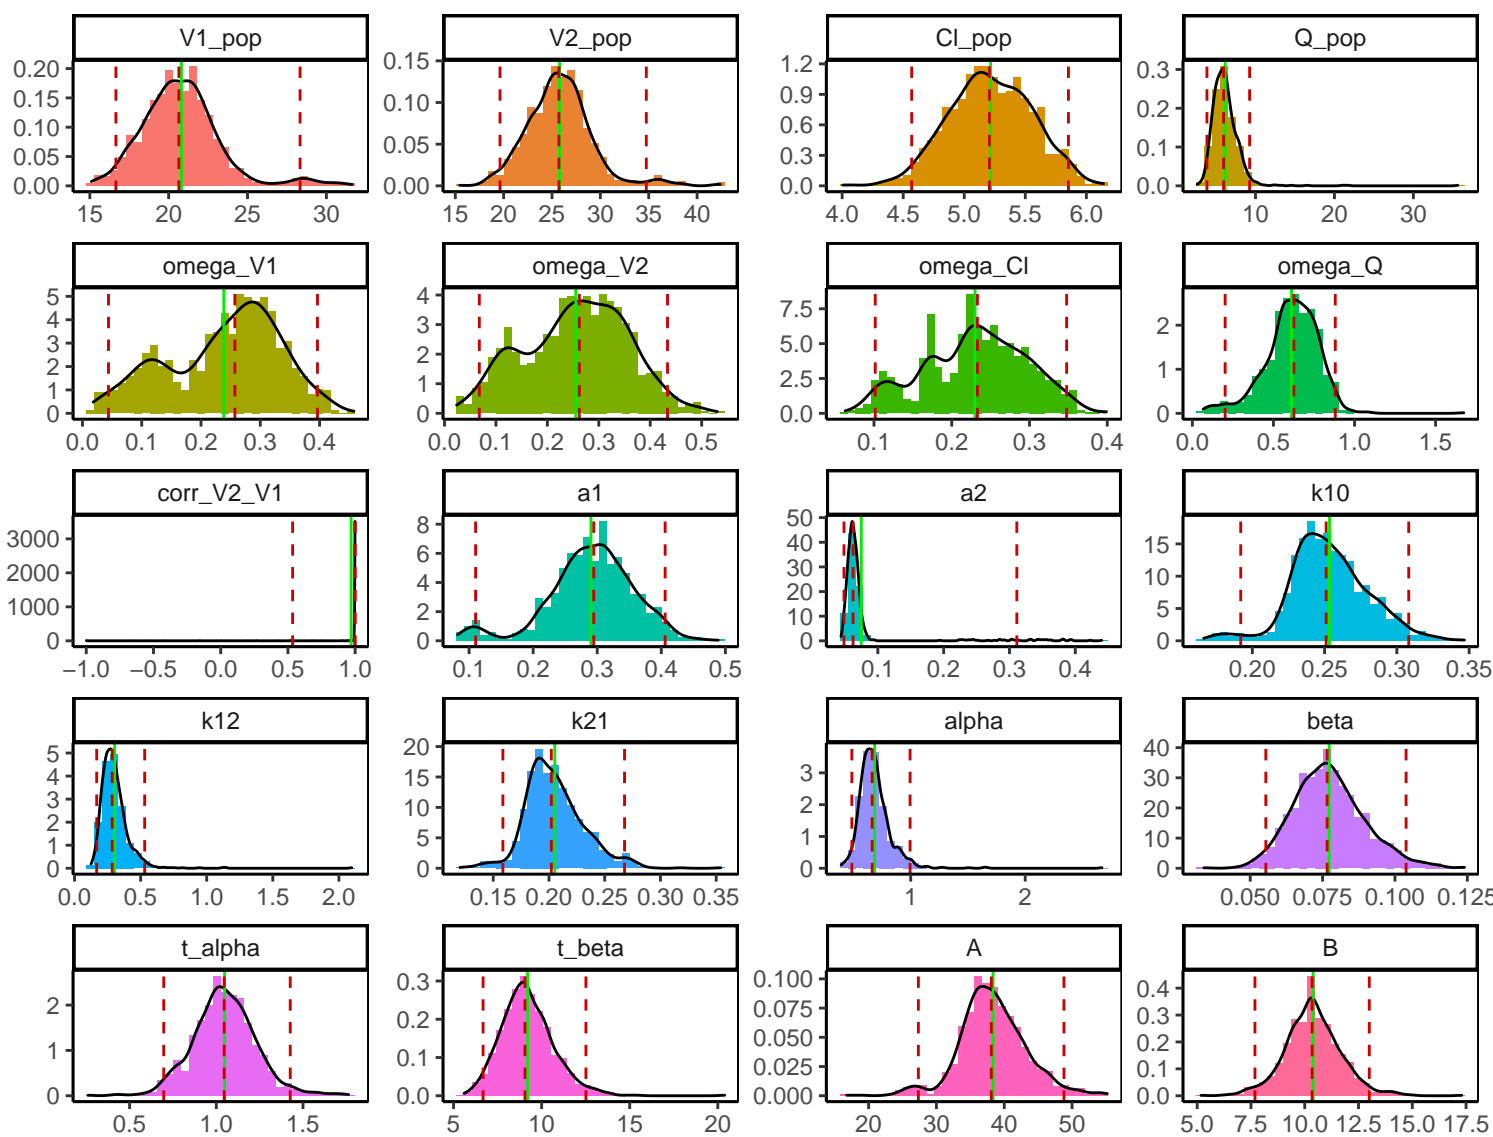 V1_pop V2_pop Cl_pop Q_pop
0.20 0.15 0.10 0.05 0.00
15 20 25 30
0.15 0.10 0.05 0.00
15 20 25 30 35 40
1.2 0.9 0.6 0.3 0.0
4.0 4.5 5.0 5.5 6.0
0.3 0.2 0.1 0.0
10 20 30
omega_V1 omega_V2 omega_Cl omega_Q
5 4 3 2 1 0
0.0 0.1 0.2 0.3 0.4
4 3 2 1 0
0.0 0.1 0.2 0.3 0.4 0.5
7.5 5.0 2.5 0.0
0.1 0.2 0.3 0.4
2 1 0
0.0 0.5 1.0 1.5
corr_V2_V1 a1 a2 k10
3000 2000 1000 0
−1.0 −0.5 0.0 0.5 1.0
8 6 4 2 0
0.1 0.2 0.3 0.4 0.5
50 40 30 20 10 0
0.1 0.2 0.3 0.4
15 10 5 0
0.20 0.25 0.30 0.35
k12 k21 alpha beta
5 4 3 2 1 0
0.0 0.5 1.0 1.5 2.0
20 15 10 5 0
0.15 0.20 0.25 0.30 0.35
3 2 1 0
1 2
40 30 20 10 0
0.050 0.075 0.100 0.125
t_alpha t_beta A B
2 1 0
0.5 1.0 1.5
0.3 0.2 0.1 0.0
5 10 15 20
0.100 0.075 0.050 0.025 0.000
20 30 40 50
0.4 0.3 0.2 0.1 0.0
5.0 7.5 10.0 12.5 15.0 17.5